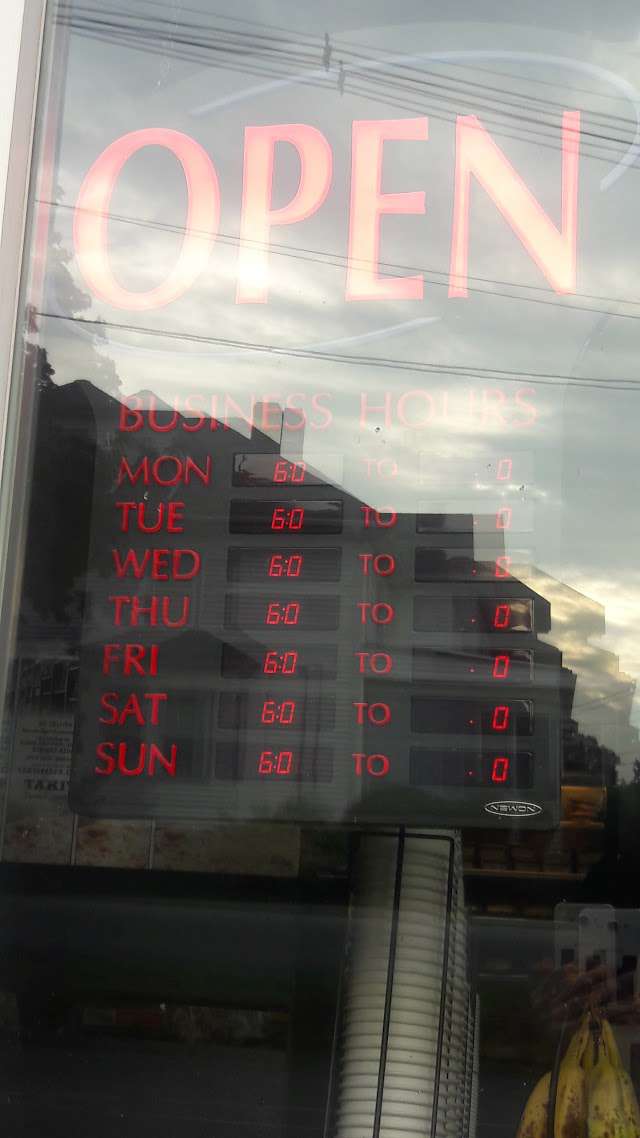 OPEN
BUSINESS HOURS
MON 6:0 TO 0
TUE 6:0 TO . 0
WED 6:0 TO . 0
THU 6:0 TO . 0
FRI 6:0 TO . 0
SAT 6:0 TO . 0
SUN 6:0 TO . 0
NEWON